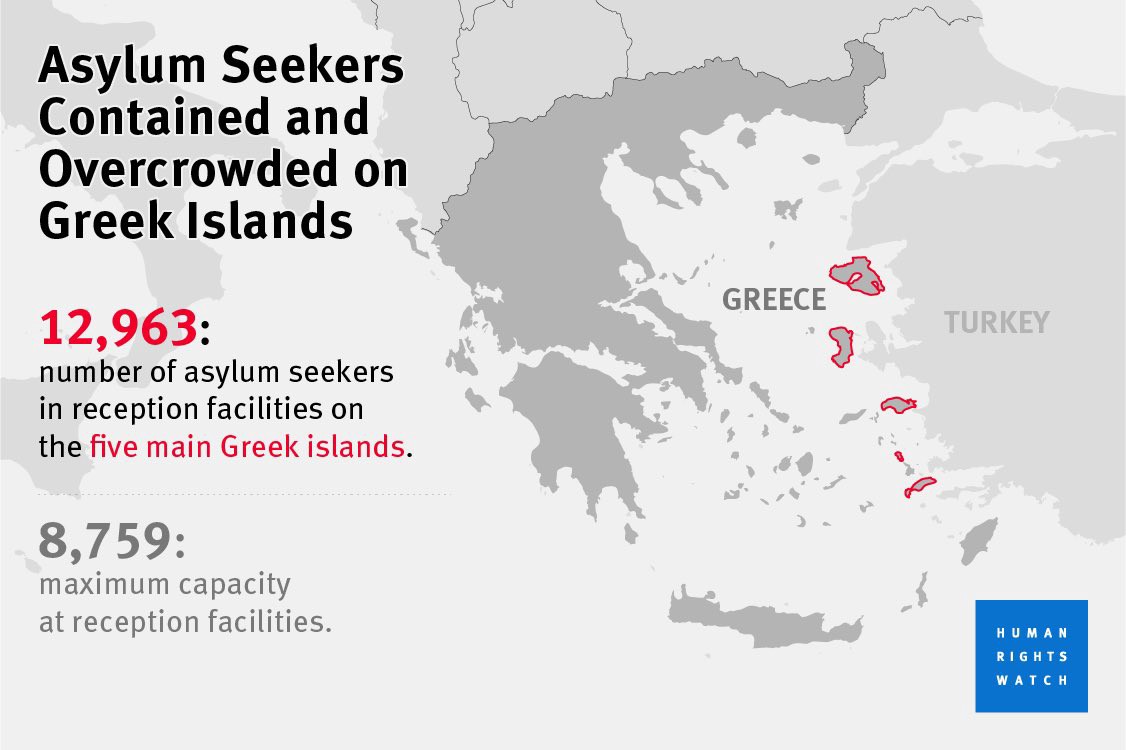 Asylum Seekers
Contained and
Overcrowded on
Greek Islands
12,963:
number of asylum seekers
in reception facilities on
the five main Greek islands.
8,759:
maximum capacity
at reception facilities.
GREECE
TURKEY
HUMAN
RIGHTS
WATCH